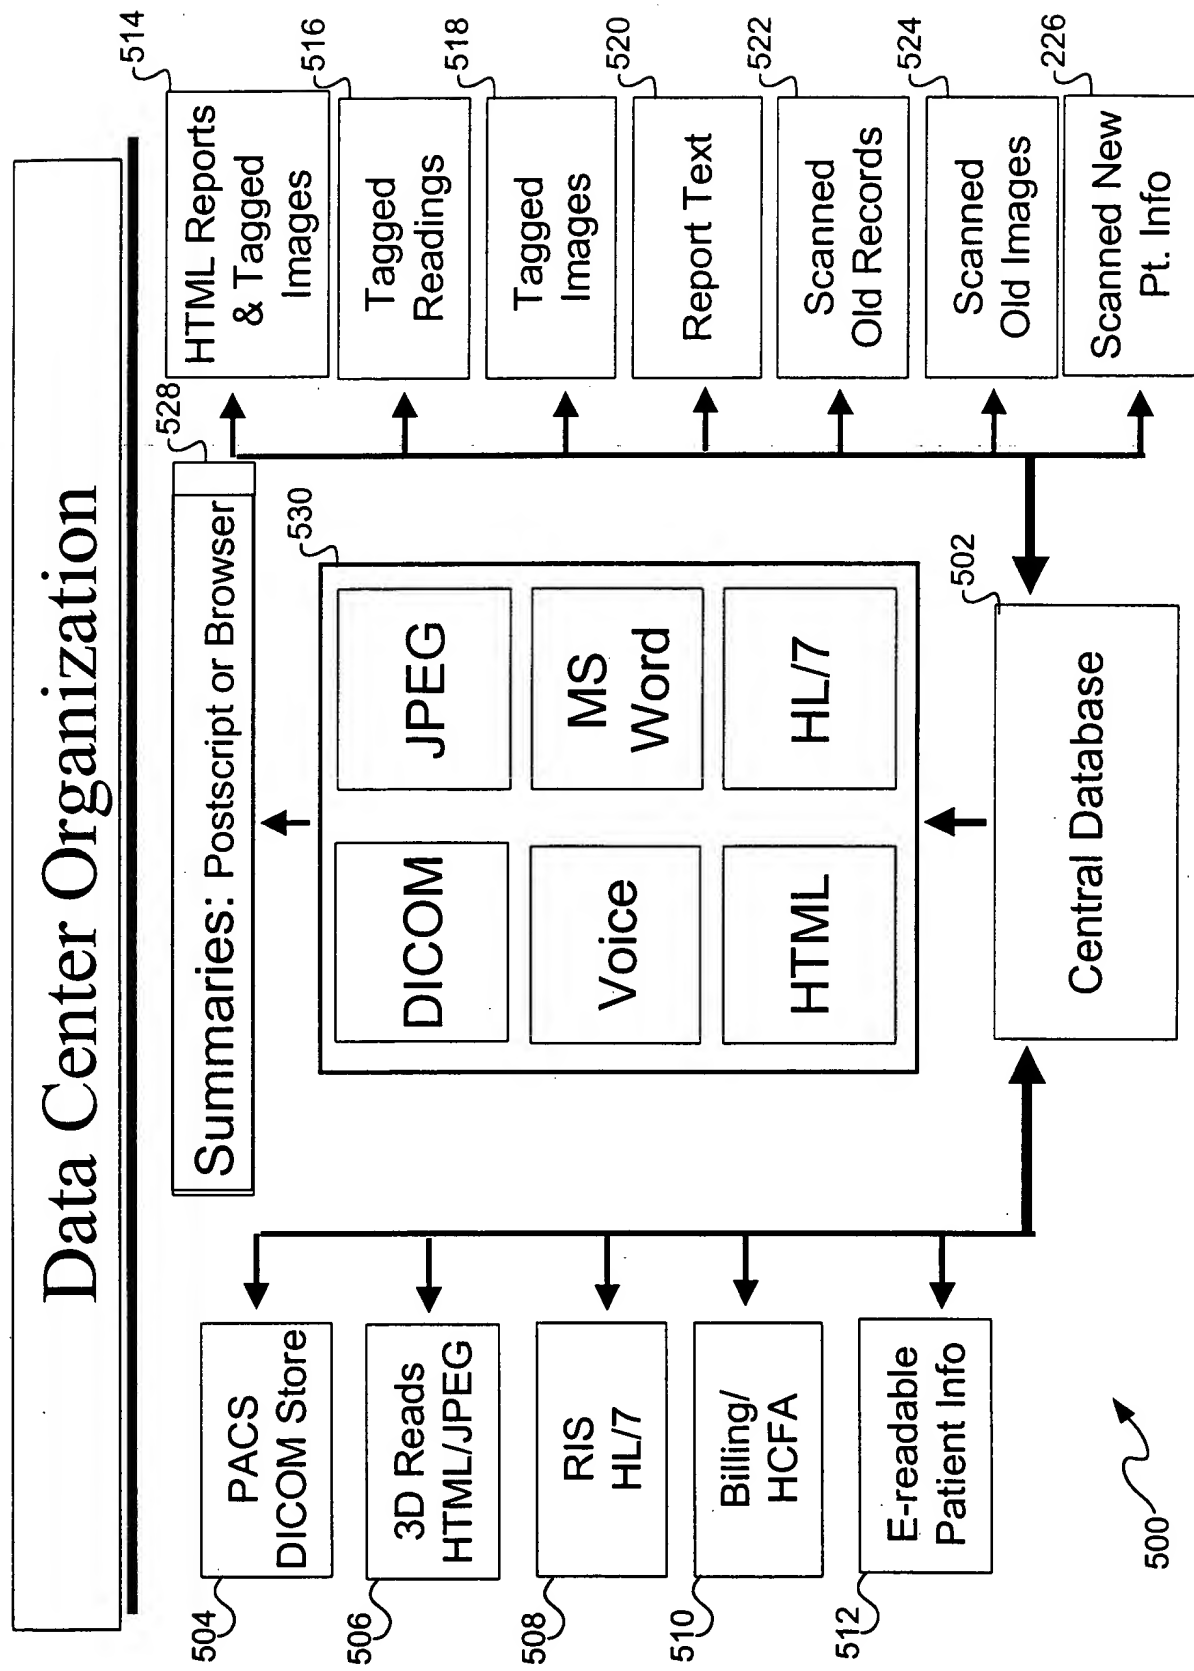 Data Center Organization
504
PACS
DICOM Store
506
3D Reads
HTML/JPEG
508
RIS
HL/7
510
Billing/
HCFA
512
E-readable
Patient Info
500
528
Summaries: Postscript or Browser
530
DICOM
JPEG
Voice
MS
Word
HTML
HL/7
502
Central Database
514
HTML Reports
& Tagged
Images
516
Tagged
Readings
518
Tagged
Images
520
Report Text
522
Scanned
Old Records
524
Scanned
Old Images
226
Scanned New
Pt. Info